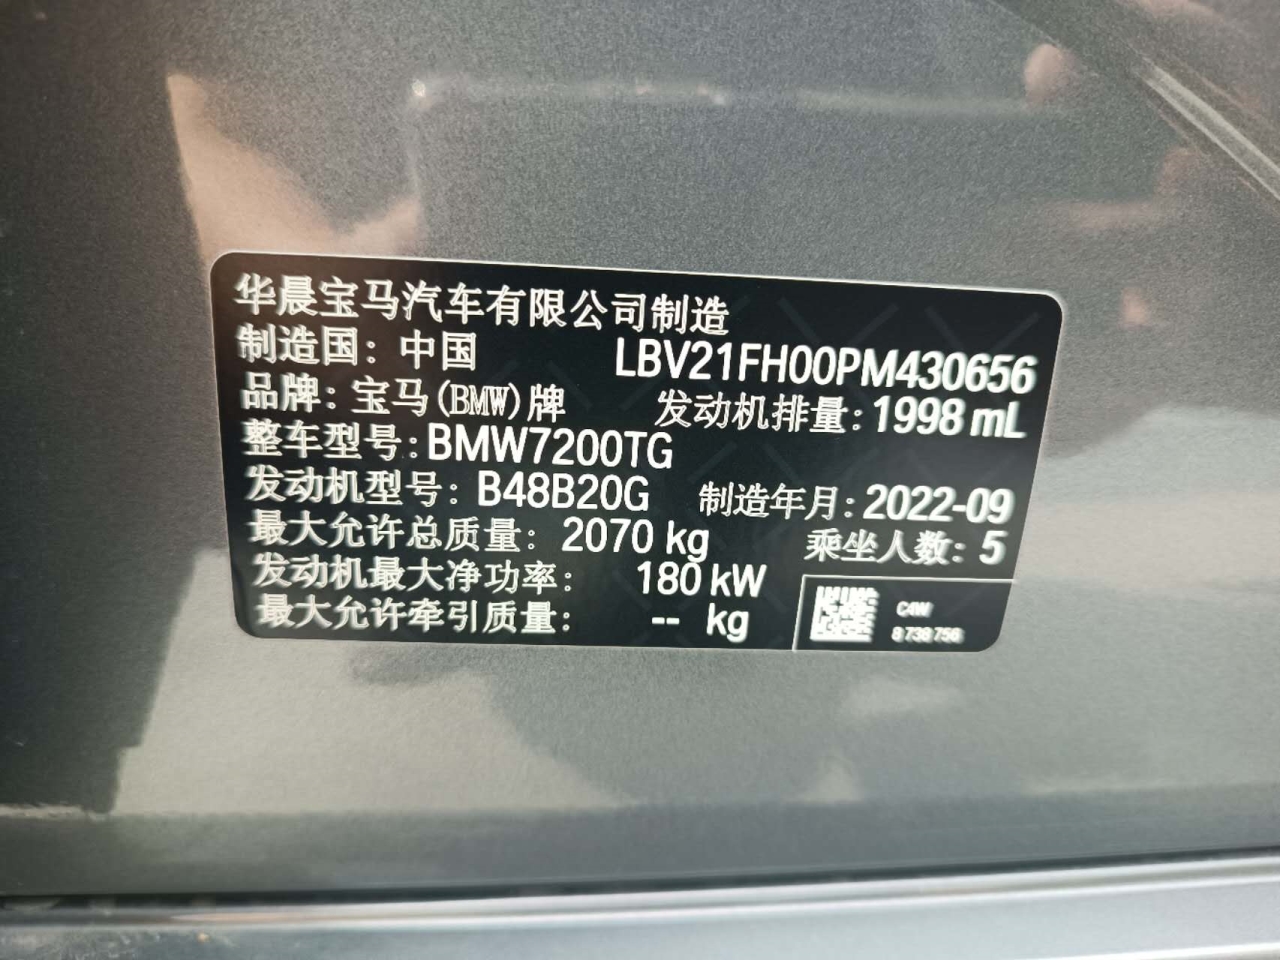 华晨宝马汽车有限公司制造
制造国：中国 LBV21FH00PM430656
品牌：宝马(BMW)牌 发动机排量：1998 mL
整车型号：BMW7200TG
发动机型号：B48B20G 制造年月：2022-09
最大允许总质量：2070 kg 乘坐人数：5
发动机最大净功率：180 kW
最大允许牵引质量：-- kg
C4W
8 738 756